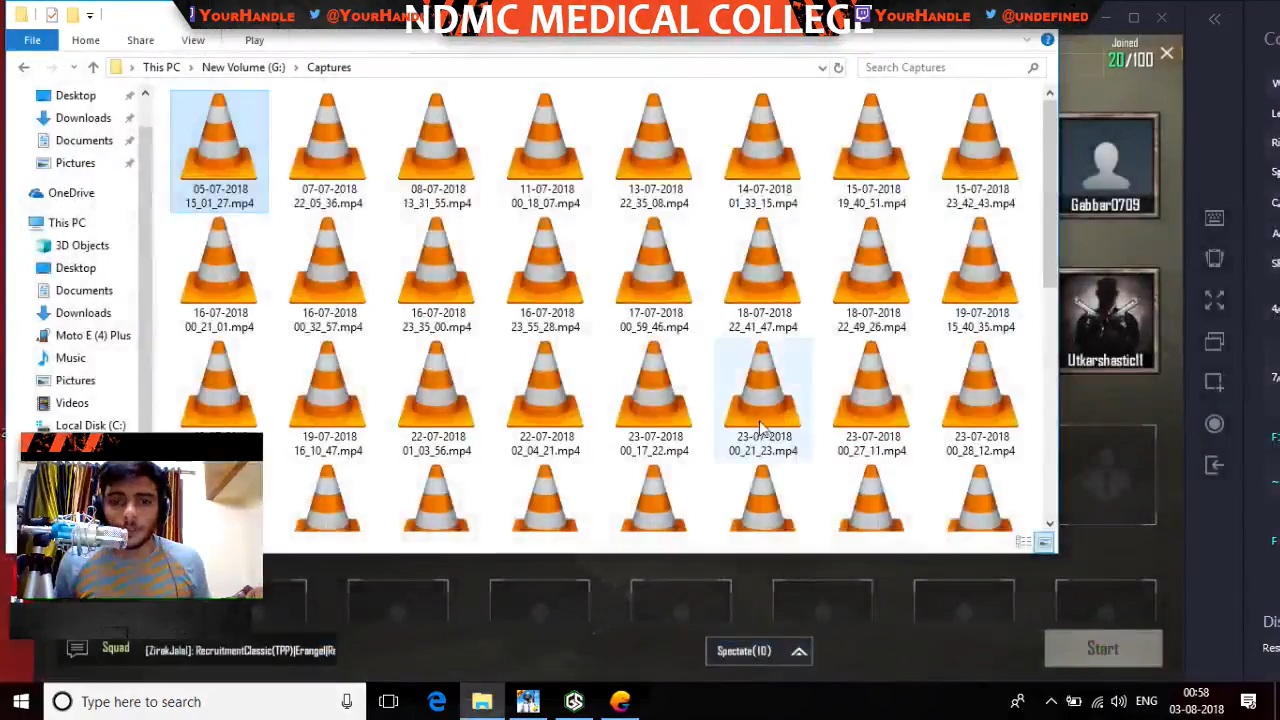 YourHandle
@YourHand
NDMC MEDICAL COLLEGE
YourHandle
@undefined
File
Home
Share
View
Play
Joined
20/100
This PC
New Volume (G:)
Captures
Search Captures
Desktop
Downloads
Documents
Pictures
OneDrive
This PC
3D Objects
Desktop
Documents
Downloads
Moto E (4) Plus
Music
Pictures
Videos
Local Disk (C:)
05-07-2018
15_01_27.mp4
07-07-2018
22_05_36.mp4
08-07-2018
13_31_55.mp4
11-07-2018
00_18_07.mp4
13-07-2018
22_35_08.mp4
14-07-2018
01_33_15.mp4
15-07-2018
19_40_51.mp4
15-07-2018
23_42_43.mp4
16-07-2018
00_21_01.mp4
16-07-2018
00_32_57.mp4
16-07-2018
23_35_00.mp4
16-07-2018
23_55_28.mp4
17-07-2018
00_59_46.mp4
18-07-2018
22_41_47.mp4
18-07-2018
22_49_26.mp4
19-07-2018
15_40_35.mp4
19-07-2018
16_10_47.mp4
22-07-2018
01_03_56.mp4
22-07-2018
02_04_21.mp4
23-07-2018
00_17_22.mp4
23-07-2018
00_21_23.mp4
23-07-2018
00_27_11.mp4
23-07-2018
00_28_12.mp4
Gabbar0709
Utkarshastic11
Squad
[ZirakJalal]: RecruitmentClassic(TPP)|Erangel|Re
Spectate(10)
Start
Type here to search
ENG
00:58
03-08-2018